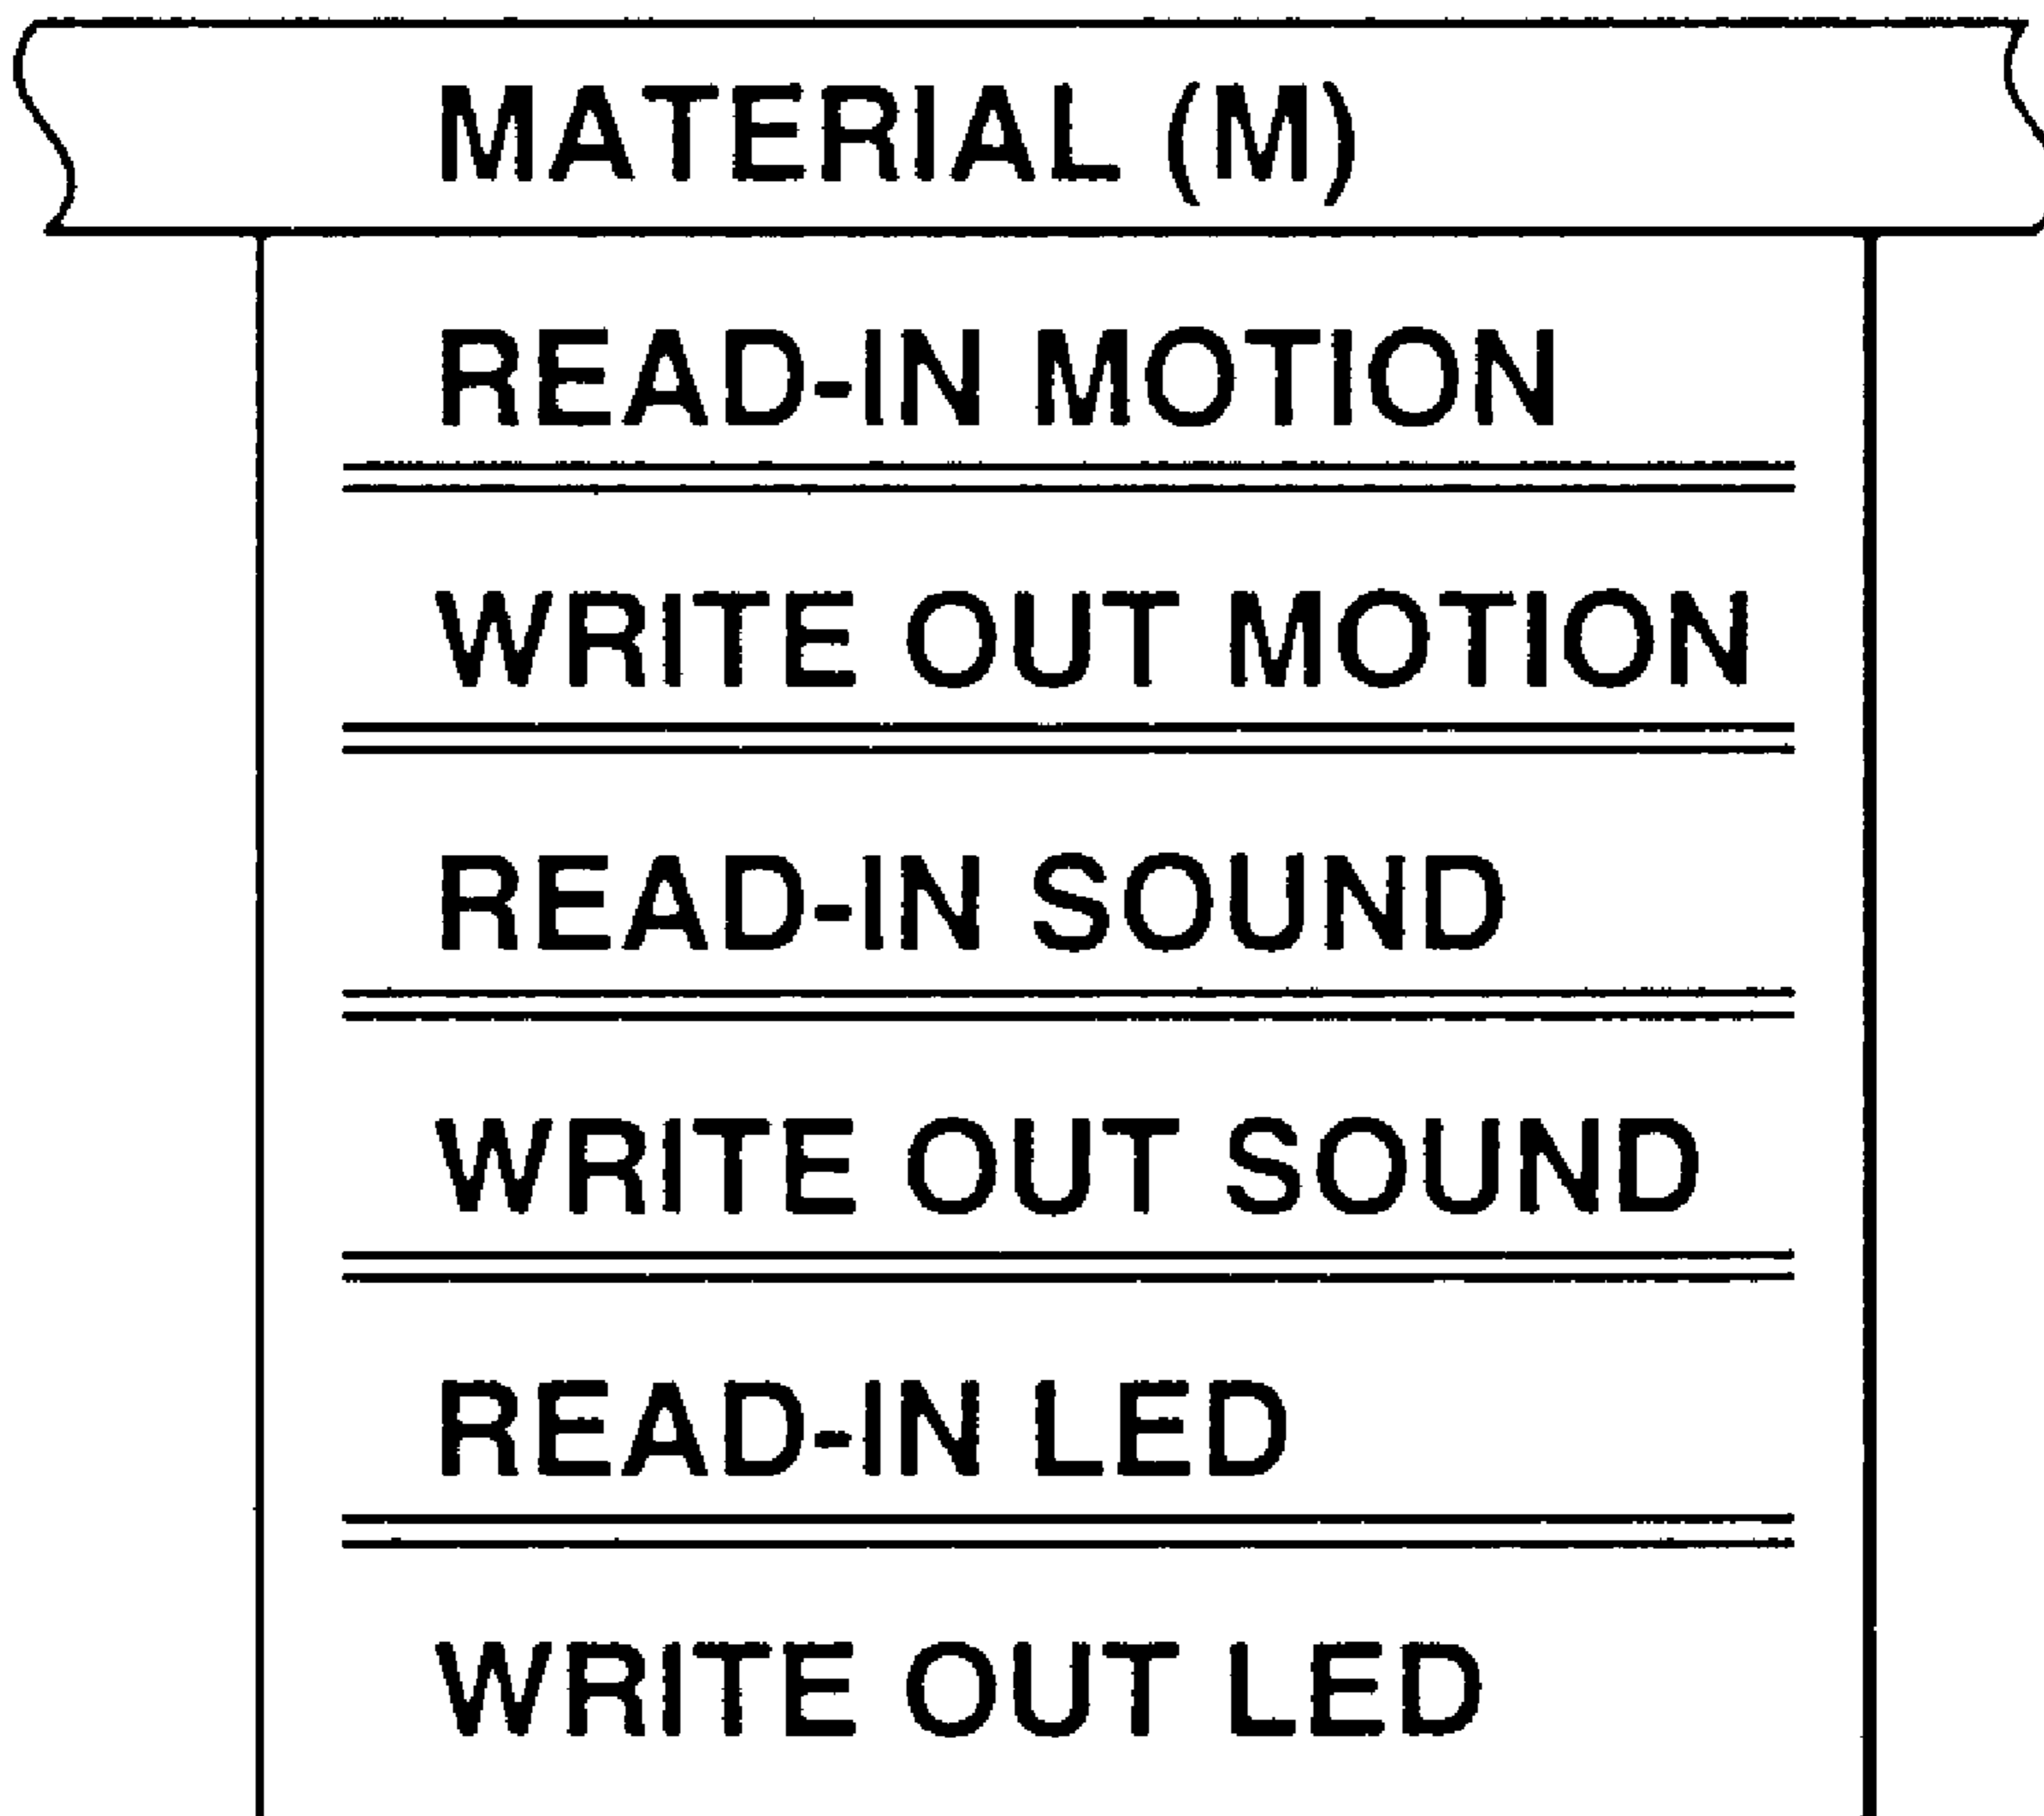 MATERIAL (M)
READ-IN MOTION
WRITE OUT MOTION
READ-IN SOUND
WRITE OUT SOUND
READ-IN LED
WRITE OUT LED